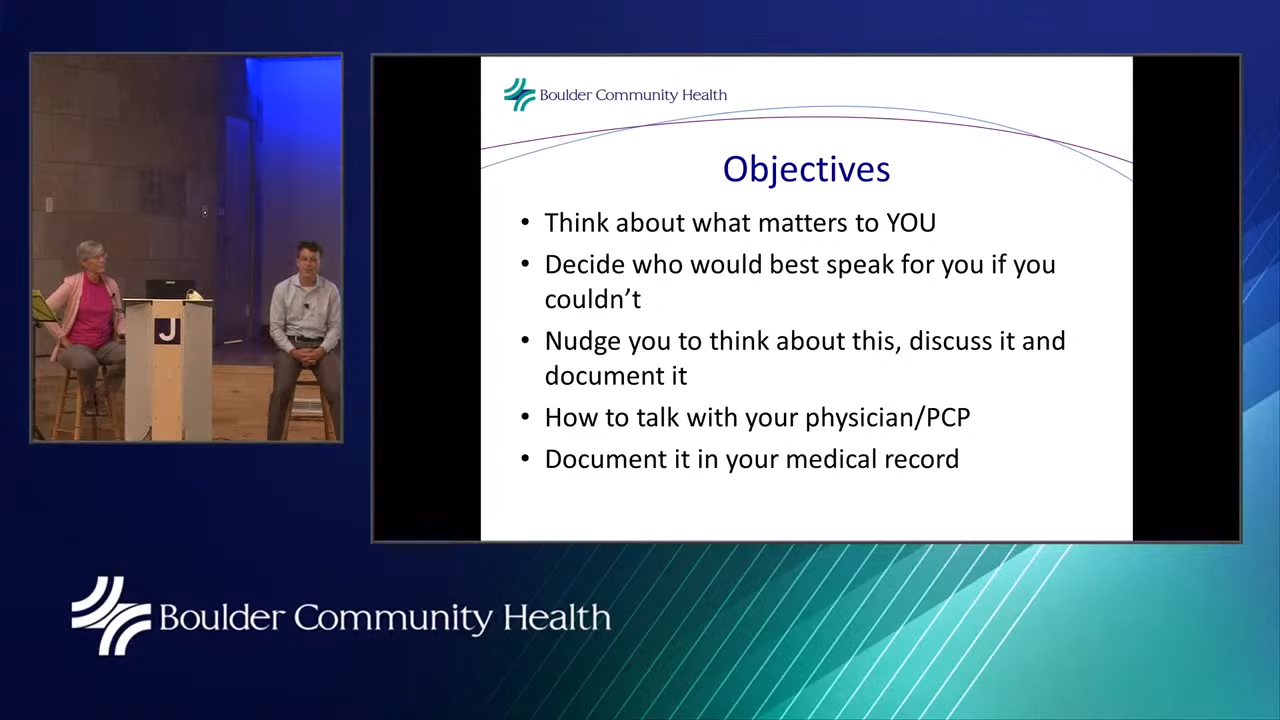 Boulder Community Health
Objectives
• Think about what matters to YOU
• Decide who would best speak for you if you
couldn't
• Nudge you to think about this, discuss it and
document it
• How to talk with your physician/PCP
• Document it in your medical record
J
Boulder Community Health